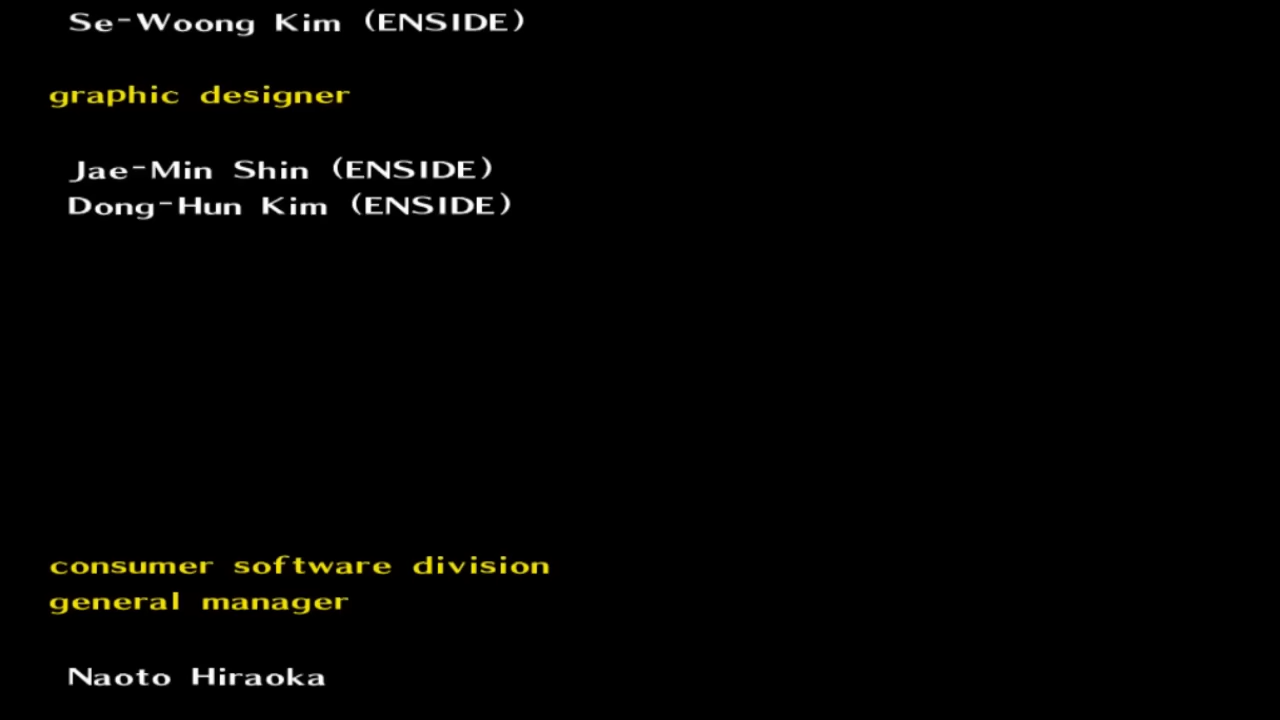 Se-Woong Kim (ENSIDE)
graphic designer
Jae-Min Shin (ENSIDE)
Dong-Hun Kim (ENSIDE)
consumer software division
general manager
Naoto Hiraoka